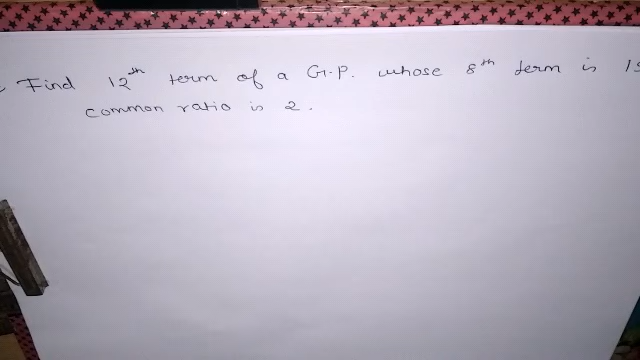 Find 12th term of a G.P. whose 8th term is
common ratio is 2.